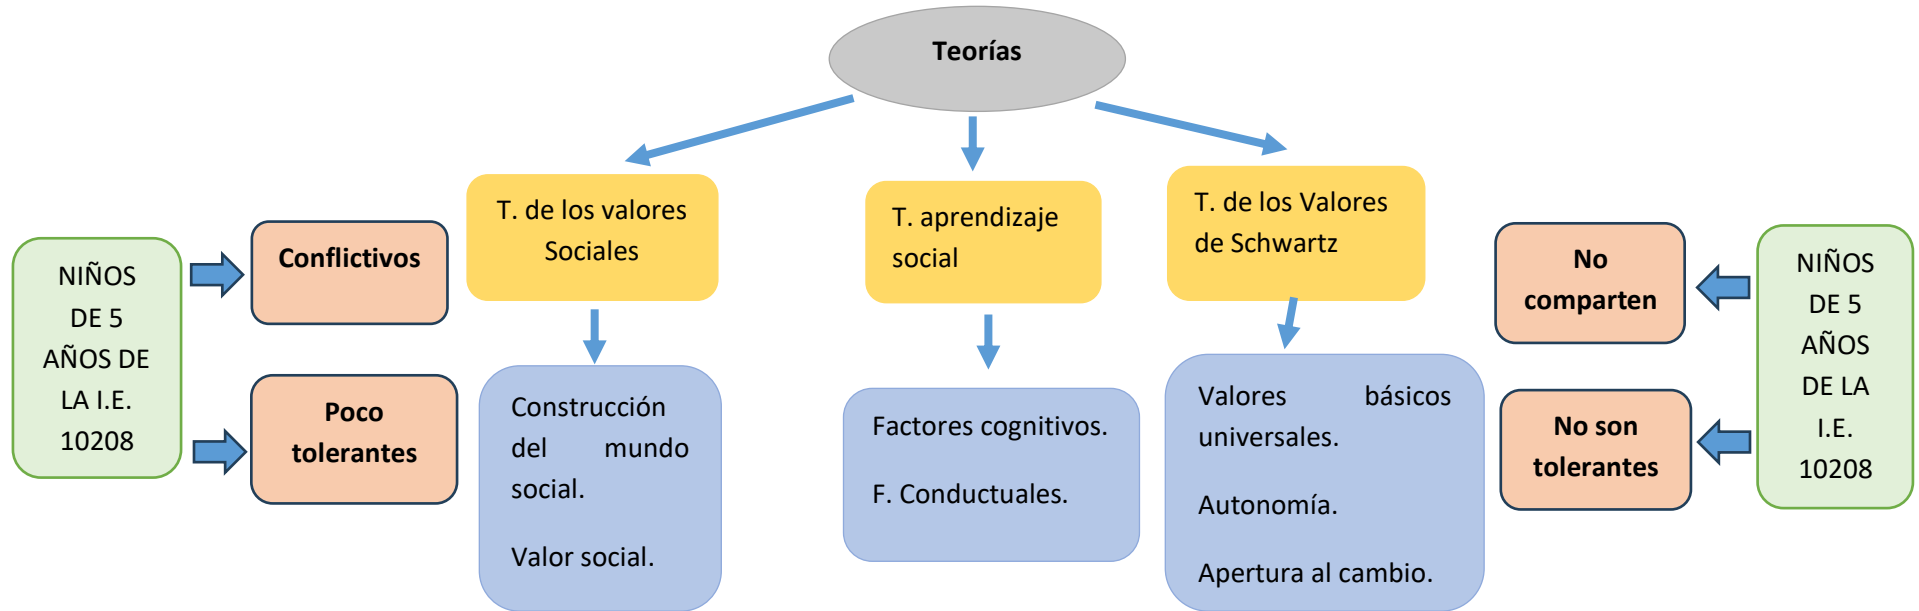 Teorías
T. de los valores
Sociales
T. aprendizaje
social
T. de los Valores
de Schwartz
NIÑOS
DE 5
AÑOS DE
LA I.E.
10208
Conflictivos
Poco
tolerantes
Construcción
del mundo
social.
Valor social.
Factores cognitivos.
F. Conductuales.
Valores básicos
universales.
Autonomía.
Apertura al cambio.
No
comparten
No son
tolerantes
NIÑOS
DE 5
AÑOS
DE LA
I.E.
10208